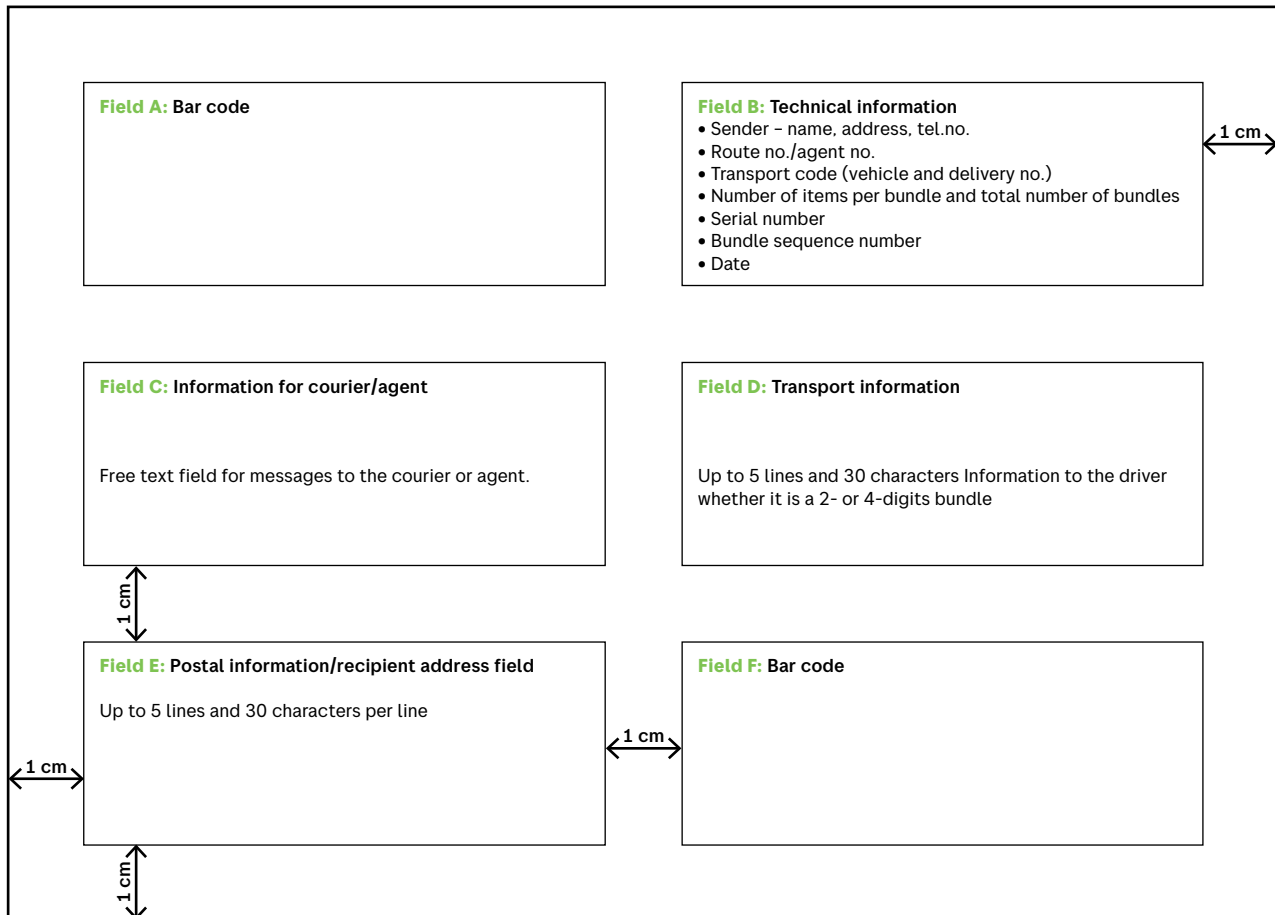 Field A: Bar code
Field B: Technical information
• Sender – name, address, tel.no.
• Route no./agent no.
• Transport code (vehicle and delivery no.)
• Number of items per bundle and total number of bundles
• Serial number
• Bundle sequence number
• Date
1 cm
Field C: Information for courier/agent
Free text field for messages to the courier or agent.
Field D: Transport information
Up to 5 lines and 30 characters Information to the driver
whether it is a 2- or 4-digits bundle
1 cm
Field E: Postal information/recipient address field
Up to 5 lines and 30 characters per line
1 cm
Field F: Bar code
1 cm
1 cm